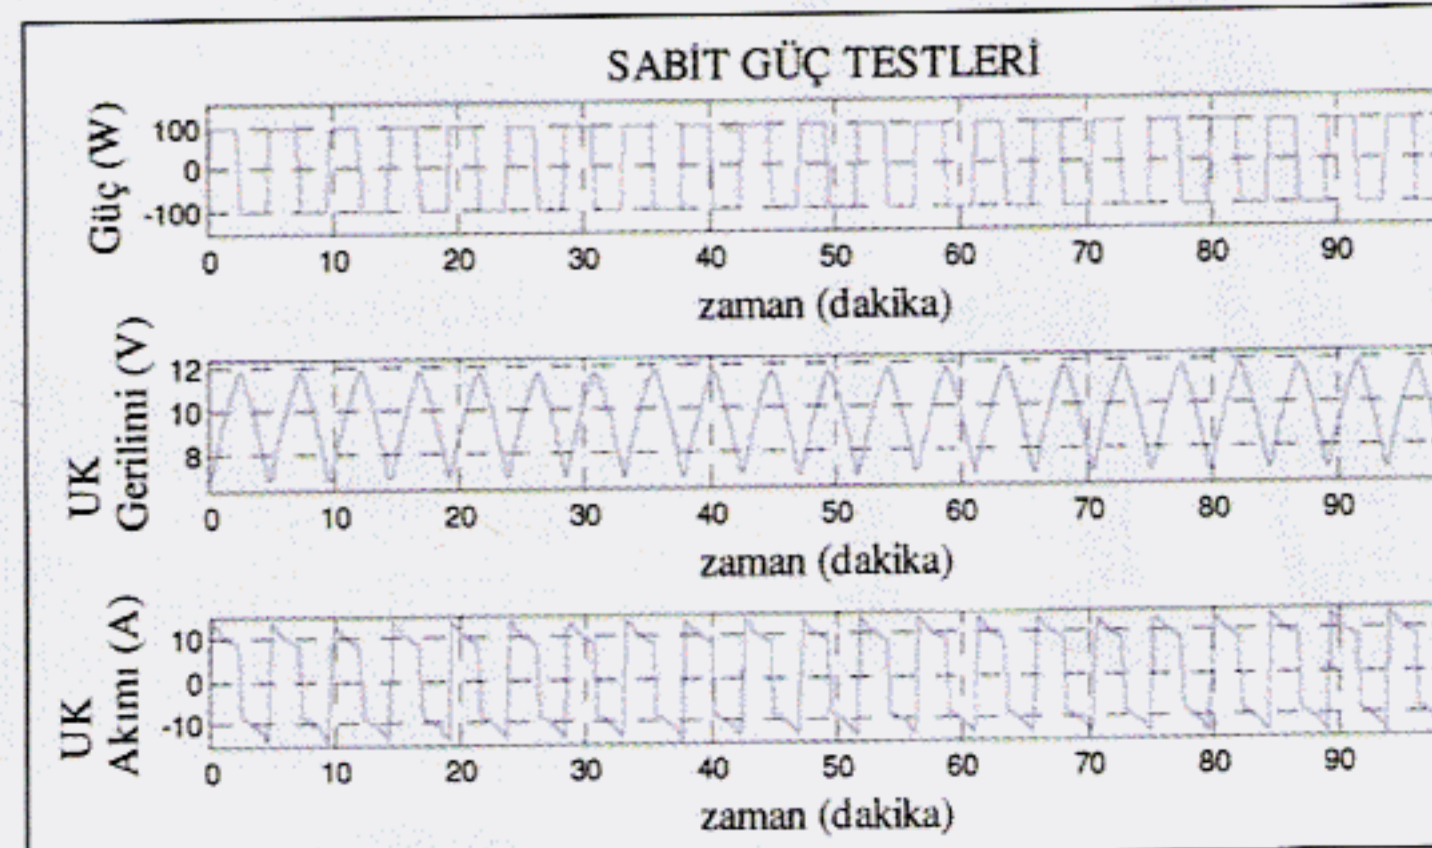 SABİT GÜÇ TESTLERİ
Güç (W)
100
0
-100
0 10 20 30 40 50 60 70 80 90
zaman (dakika)
UK
Gerilimi (V)
12
10
8
0 10 20 30 40 50 60 70 80 90
zaman (dakika)
UK
Akımı (A)
10
0
-10
0 10 20 30 40 50 60 70 80 90
zaman (dakika)